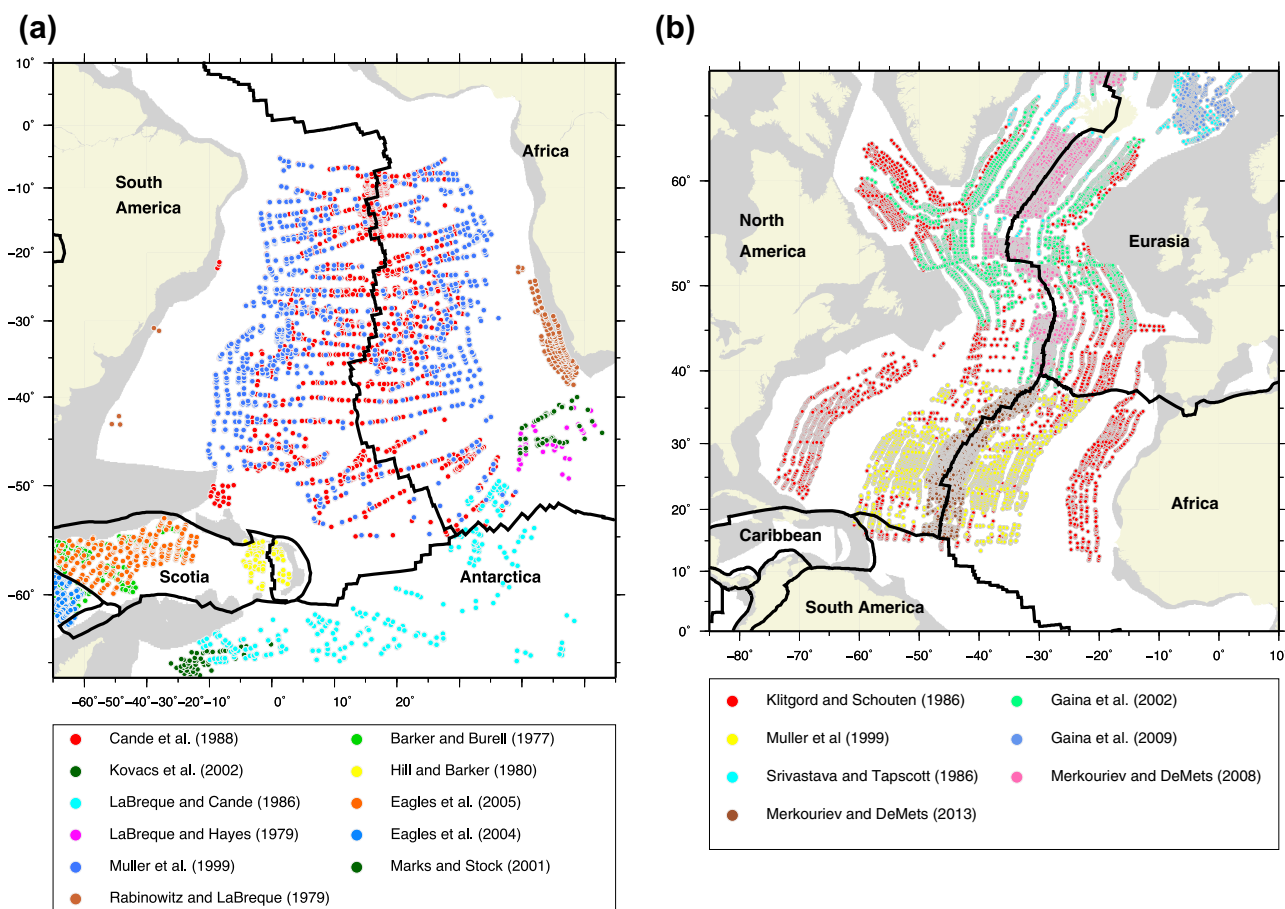 (a)
10˚
0˚
−10˚
−20˚
−30˚
−40˚
−50˚
−60˚
South
America
Africa
Scotia
Antarctica
−60˚
−50˚
−40˚
−30˚
−20˚
−10˚
0˚
20˚
Cande et al. (1988)
Kovacs et al. (2002)
LaBreque and Cande (1986)
LaBreque and Hayes (1979)
Muller et al. (1999)
Rabinowitz and LaBreque (1979)
Barker and Burell (1977)
Hill and Barker (1980)
Eagles et al. (2005)
Eagles et al. (2004)
Marks and Stock (2001)
(b)
60˚
50˚
40˚
30˚
20˚
10˚
0˚
North
America
Eurasia
Africa
Caribbean
South America
−80˚
−70˚
−60˚
−50˚
−40˚
−30˚
−20˚
−10˚
0˚
10
Klitgord and Schouten (1986)
Muller et al (1999)
Srivastava and Tapscott (1986)
Merkouriev and DeMets (2013)
Gaina et al. (2002)
Gaina et al. (2009)
Merkouriev and DeMets (2008)